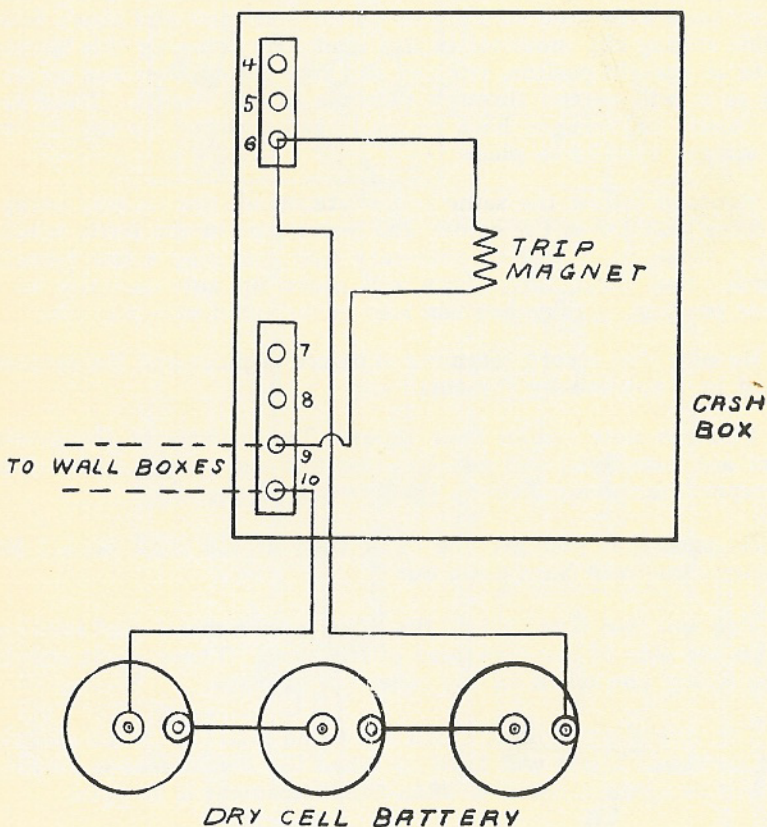 4
5
6
TRIP
MAGNET
7
8
CASH
BOX
9
TO WALL BOXES
10
DRY CELL BATTERY